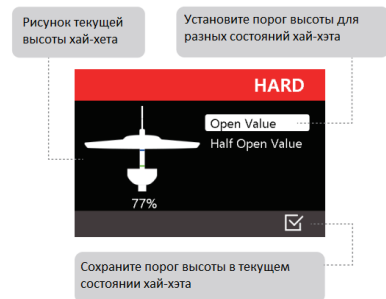 Рисунок текущей
высоты хай-хета
Установите порог высоты для
разных состояний хай-хэта
HARD
Open Value
Half Open Value
77%
Сохраните порог высоты в текущем
состоянии хай-хэта